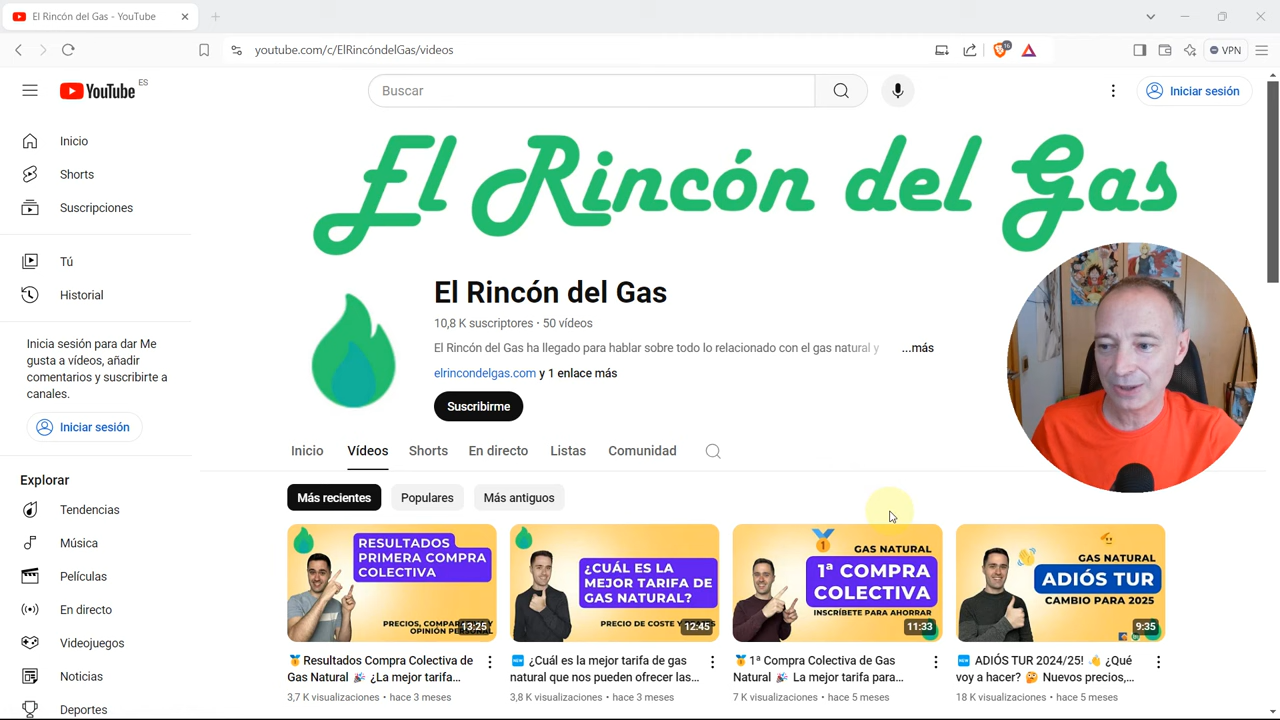 El Rincón del Gas - YouTube
youtube.com/c/ElRincóndelGas/videos
16
VPN
YouTube ES
Buscar
Iniciar sesión
Inicio
Shorts
Suscripciones
Tú
Historial
Inicia sesión para dar Me
gusta a vídeos, añadir
comentarios y suscribirte a
canales.
Iniciar sesión
Explorar
Tendencias
Música
Películas
En directo
Videojuegos
Noticias
Deportes
El Rincón del Gas
El Rincón del Gas
10,8 K suscriptores · 50 vídeos
El Rincón del Gas ha llegado para hablar sobre todo lo relacionado con el gas natural y ...más
elrincondelgas.com y 1 enlace más
Suscribirme
Inicio Vídeos Shorts En directo Listas Comunidad
Más recientes Populares Más antiguos
RESULTADOS
PRIMERA COMPRA
COLECTIVA
PRECIOS,
PERSONAL
13:25
🥇Resultados Compra Colectiva de
Gas Natural 🎉 ¿La mejor tarifa...
3,7 K visualizaciones · hace 3 meses
¿CUÁL ES LA
MEJOR TARIFA DE
GAS NATURAL?
PRECIO DE COSTE Y
12:45
🆕 ¿Cuál es la mejor tarifa de gas
natural que nos pueden ofrecer las...
3,8 K visualizaciones · hace 3 meses
GAS NATURAL
1ª COMPRA
COLECTIVA
INSCRÍBETE PARA AHORRAR
11:33
🥇1ª Compra Colectiva de Gas
Natural 🎉 La mejor tarifa para...
7 K visualizaciones · hace 5 meses
GAS NATURAL
ADIÓS TUR
CAMBIO PARA 2025
9:35
🆕 ADIÓS TUR 2024/25! 👋 ¿Qué
voy a hacer? 🤔 Nuevos precios,...
18 K visualizaciones · hace 5 meses